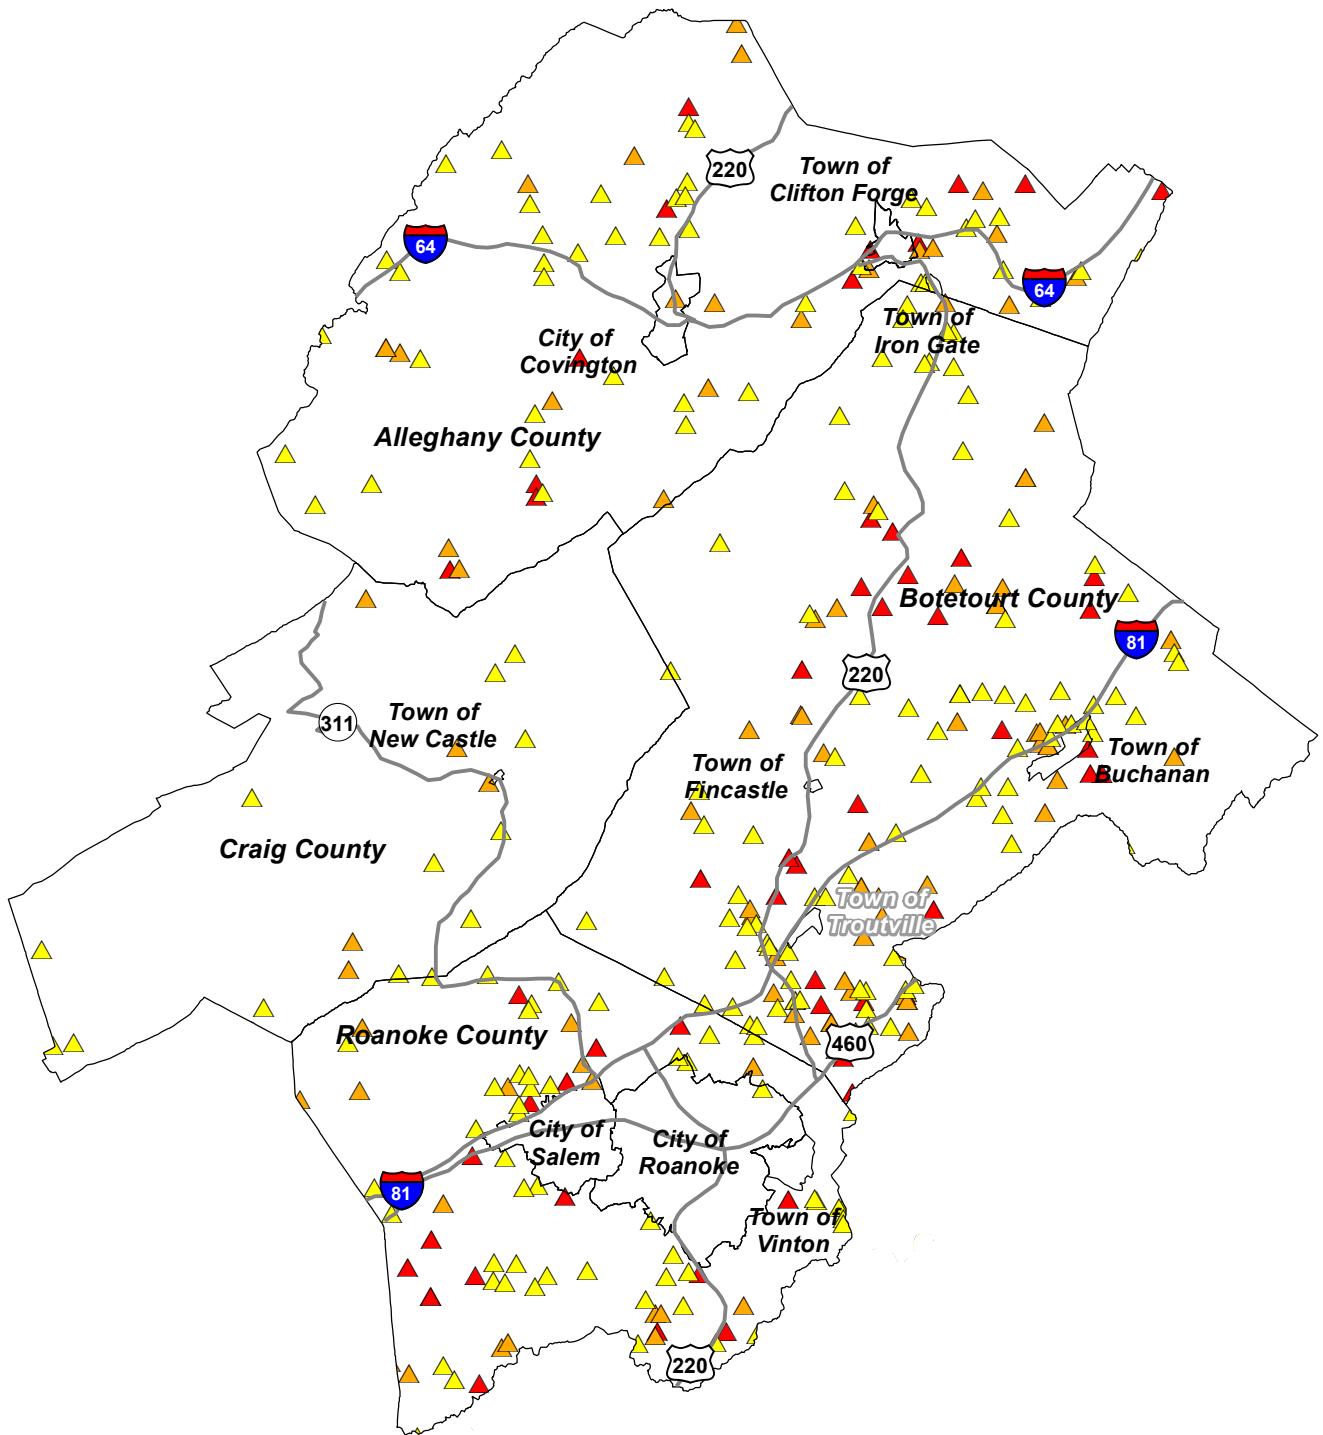 220
Town of
Clifton Forge
64
64
Town of
Iron Gate
City of
Covington
Alleghany County
Botetourt County
81
220
311
Town of
New Castle
Town of
Fincastle
Town of
Buchanan
Craig County
Town of
Troutville
Roanoke County
460
City of
Salem
City of
Roanoke
81
Town of
Vinton
220